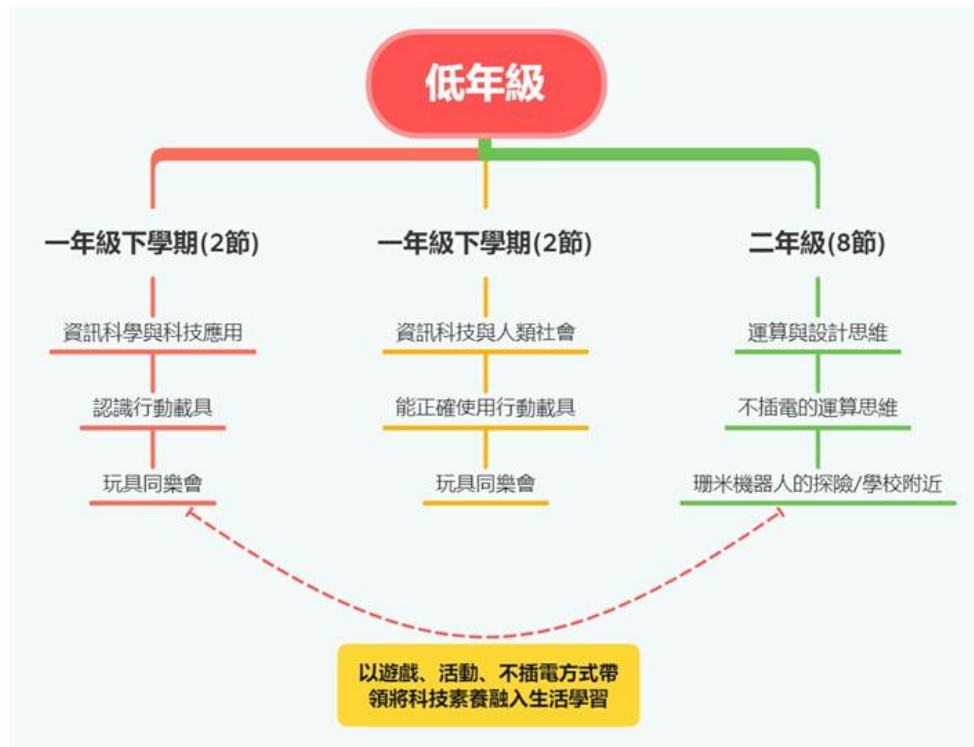 低年級
一年級下學期(2節)
資訊科學與科技應用
認識行動載具
玩具同樂會
一年級下學期(2節)
資訊科技與人類社會
能正確使用行動載具
玩具同樂會
二年級(8節)
運算與設計思維
不插電的運算思維
珊米機器人的探險/學校附近
以遊戲、活動、不插電方式帶
領將科技素養融入生活學習